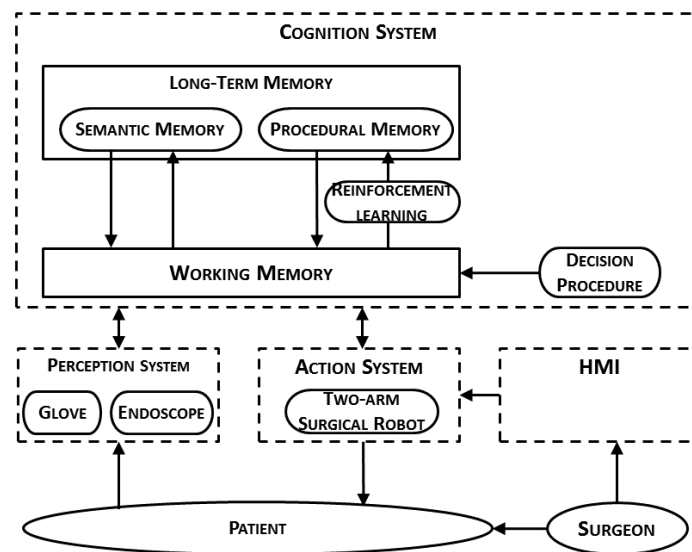 COGNITION SYSTEM
LONG-TERM MEMORY
SEMANTIC MEMORY
PROCEDURAL MEMORY
REINFORCEMENT
LEARNING
WORKING MEMORY
DECISION
PROCEDURE
PERCEPTION SYSTEM
GLOVE
ENDOSCOPE
ACTION SYSTEM
TWO-ARM
SURGICAL ROBOT
HMI
PATIENT
SURGEON